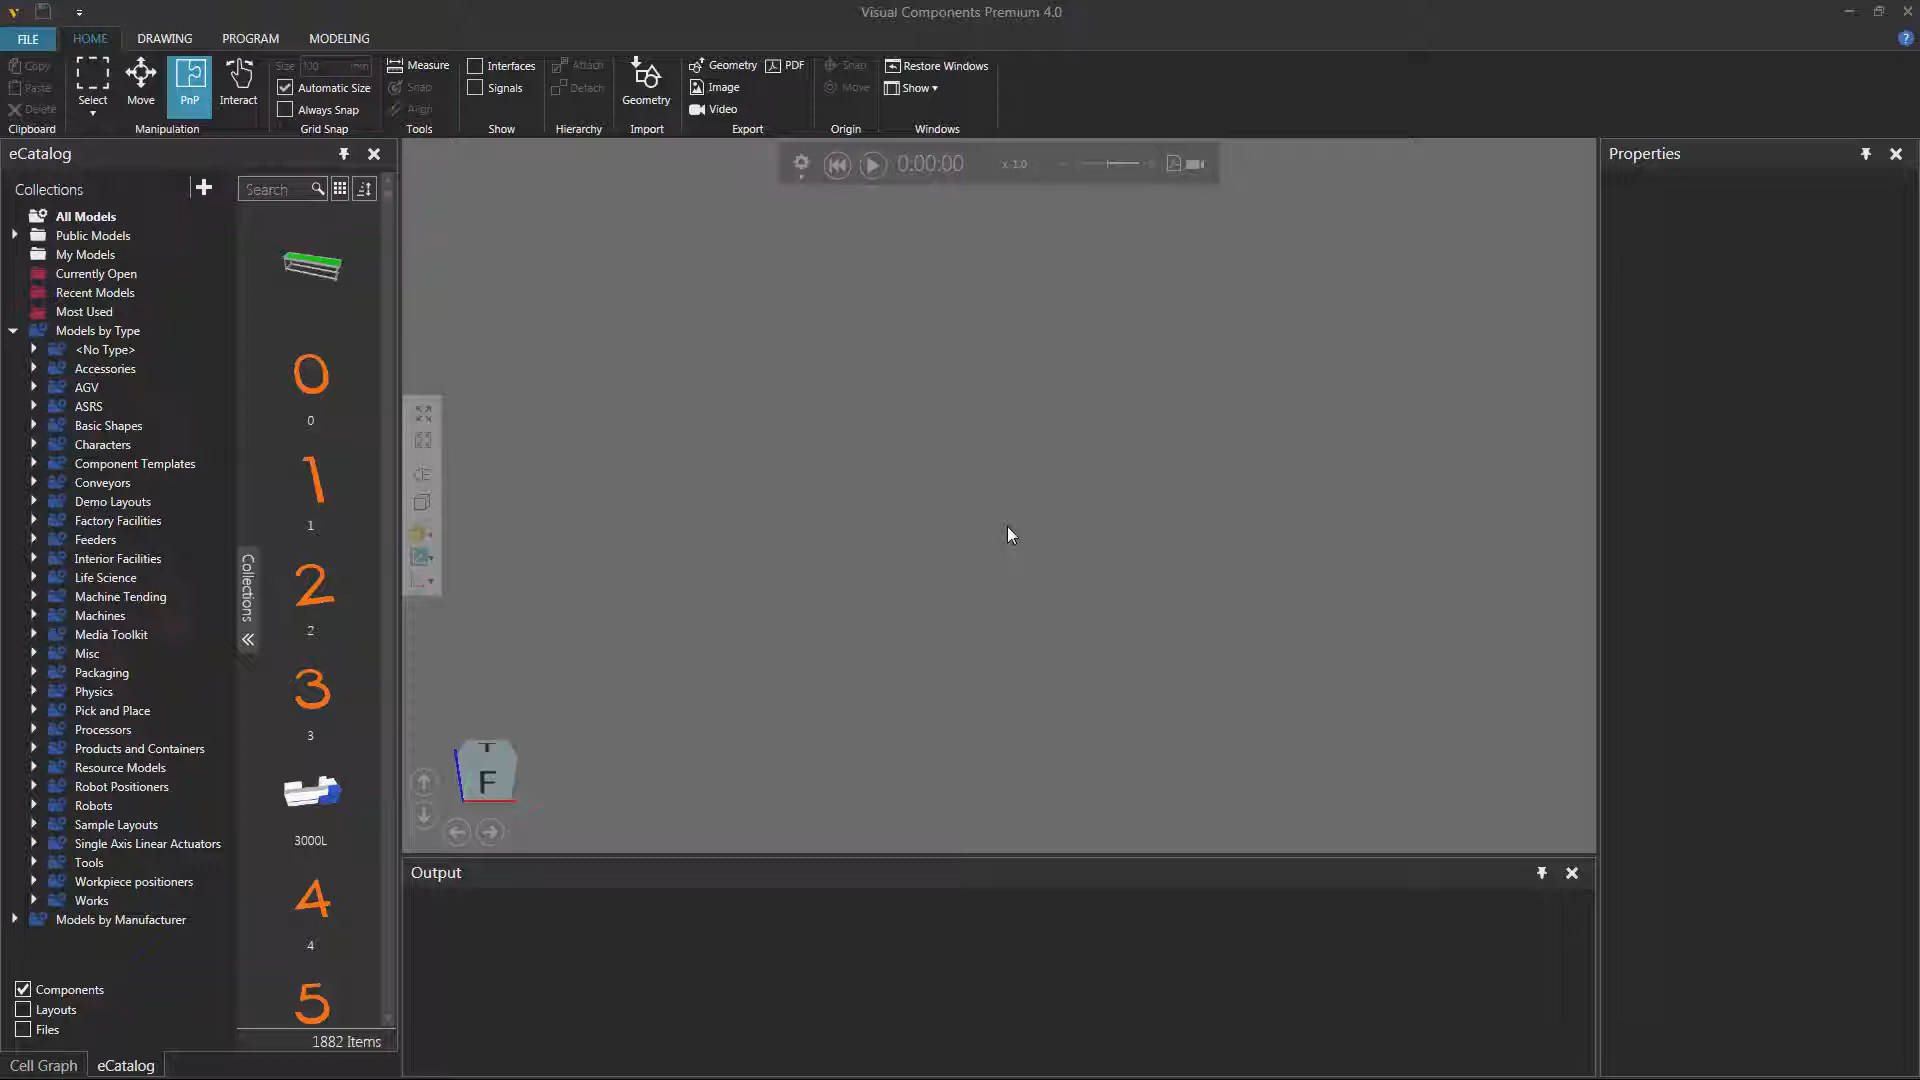 Visual Components Premium 4.0
FILE
HOME
DRAWING
PROGRAM
MODELING
Copy
Paste
Delete
Clipboard
Select
Move
PnP
Interact
Manipulation
Size 100 mm
Automatic Size
Always Snap
Grid Snap
Measure
Snap
Align
Tools
Interfaces
Signals
Show
Attach
Detach
Hierarchy
Geometry
Import
Geometry
PDF
Image
Video
Export
Snap
Move
Origin
Restore Windows
Show
Windows
eCatalog
Collections
Search
All Models
Public Models
My Models
Currently Open
Recent Models
Most Used
Models by Type
<No Type>
Accessories
AGV
ASRS
Basic Shapes
Characters
Component Templates
Conveyors
Demo Layouts
Factory Facilities
Feeders
Interior Facilities
Life Science
Machine Tending
Machines
Media Toolkit
Misc
Packaging
Physics
Pick and Place
Processors
Products and Containers
Resource Models
Robot Positioners
Robots
Sample Layouts
Single Axis Linear Actuators
Tools
Workpiece positioners
Works
Models by Manufacturer
Components
Layouts
Files
Cell Graph
eCatalog
Collections
0
0
1
1
2
2
3
3
3000L
4
4
5
1882 Items
0:00:00
x 1.0
T
F
Output
Properties
?